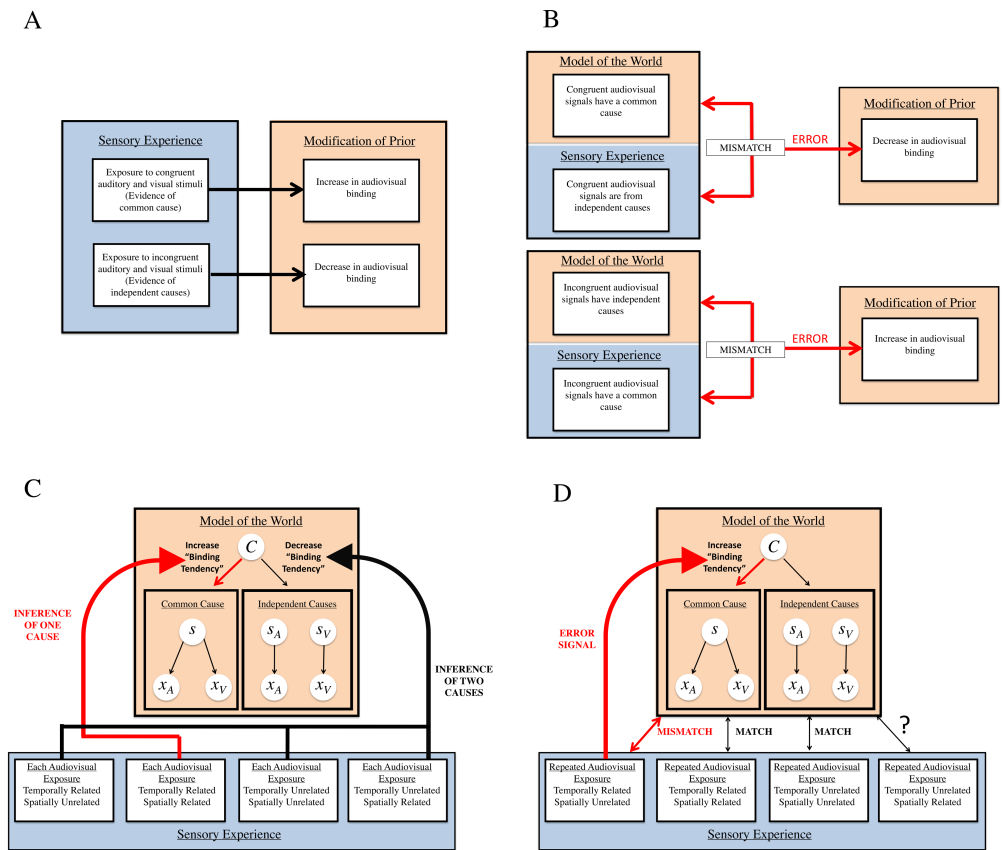 A
Sensory Experience
Exposure to congruent
auditory and visual stimuli
(Evidence of
common cause)
Exposure to incongruent
auditory and visual stimuli
(Evidence of
independent causes)
Modification of Prior
Increase in audiovisual
binding
Decrease in audiovisual
binding
B
Model of the World
Congruent audiovisual
signals have a common
cause
Sensory Experience
Congruent audiovisual
signals are from
independent causes
MISMATCH
ERROR
Modification of Prior
Decrease in audiovisual
binding
Model of the World
Incongruent audiovisual
signals have independent
causes
Sensory Experience
Incongruent audiovisual
signals have a common
cause
MISMATCH
ERROR
Modification of Prior
Increase in audiovisual
binding
C
Model of the World
Increase
“Binding
Tendency”
C
Decrease
“Binding
Tendency”
Common Cause
s
x_A x_V
Independent Causes
s_A s_V
x_A x_V
INFERENCE
OF ONE
CAUSE
INFERENCE
OF TWO
CAUSES
Each Audiovisual
Exposure
Temporally Related
Spatially Unrelated
Each Audiovisual
Exposure
Temporally Related
Spatially Related
Each Audiovisual
Exposure
Temporally Unrelated
Spatially Unrelated
Each Audiovisual
Exposure
Temporally Unrelated
Spatially Related
Sensory Experience
D
Model of the World
Increase
“Binding
Tendency”
C
Common Cause
s
x_A x_V
Independent Causes
s_A s_V
x_A x_V
ERROR
SIGNAL
MISMATCH
MATCH
MATCH
?
Repeated Audiovisual
Exposure
Temporally Related
Spatially Unrelated
Repeated Audiovisual
Exposure
Temporally Related
Spatially Related
Repeated Audiovisual
Exposure
Temporally Unrelated
Spatially Unrelated
Repeated Audiovisual
Exposure
Temporally Unrelated
Spatially Related
Sensory Experience